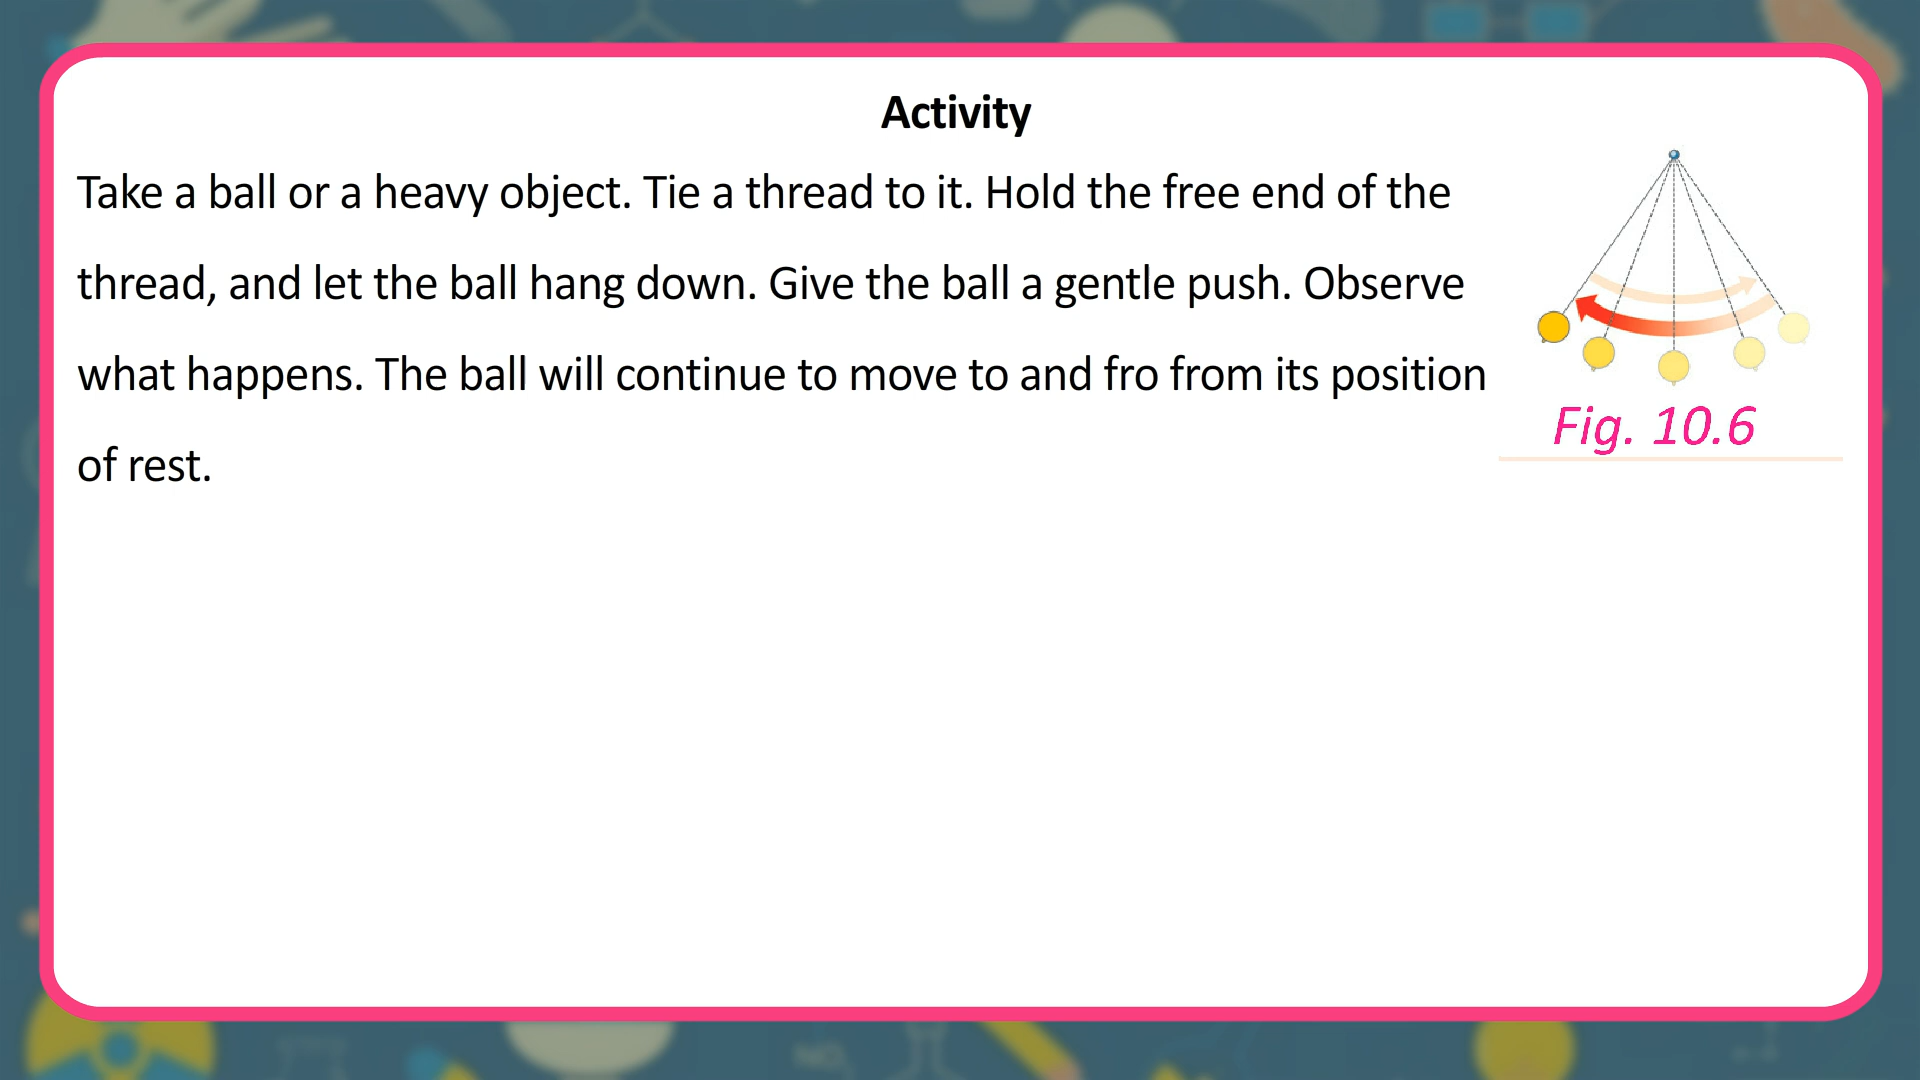 Activity
Take a ball or a heavy object. Tie a thread to it. Hold the free end of the
thread, and let the ball hang down. Give the ball a gentle push. Observe
what happens. The ball will continue to move to and fro from its position
of rest.
Fig. 10.6
NO₂